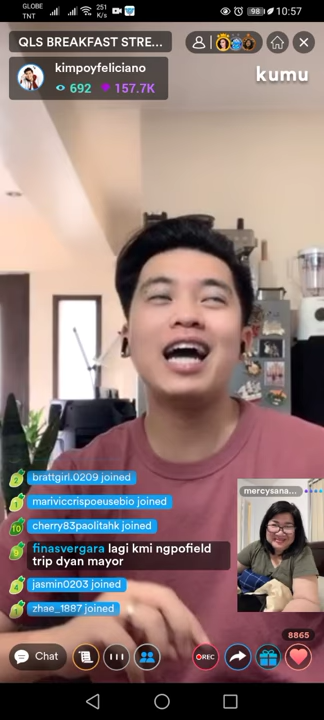 GLOBE
TNT
251
K/s
98
10:57
QLS BREAKFAST STRE...
kimpoyfeliciano
692
157.7K
kumu
brattgirl.0209 joined
mariviccrispoeusebio joined
cherry83paolitahk joined
finasvergara lagi kmi ngpofield
trip dyan mayor
mercysana...
jasmin0203 joined
zhae_1887 joined
8865
Chat
REC